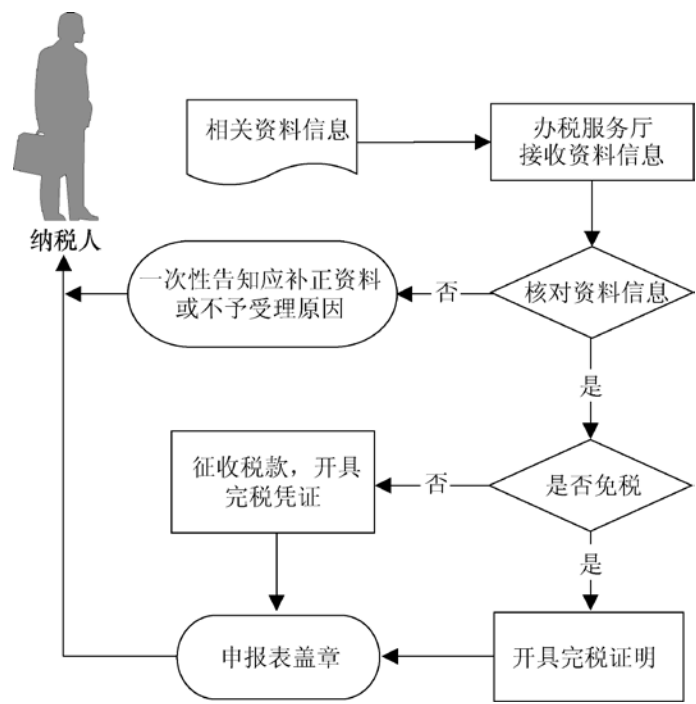 相关资料信息
办税服务厅
接收资料信息
纳税人
一次性告知应补正资料
或不予受理原因
否
核对资料信息
是
征收税款，开具
完税凭证
否
是否免税
是
申报表盖章
开具完税证明